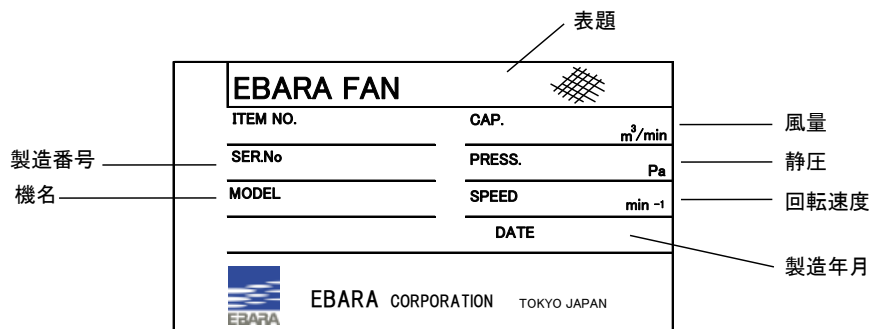 表題
EBARA FAN
ITEM NO.
CAP. m³/min 風量
製造番号 SER.No
PRESS. Pa 静圧
機名 MODEL
SPEED min⁻¹ 回転速度
DATE
製造年月
EBARA
EBARA CORPORATION TOKYO JAPAN